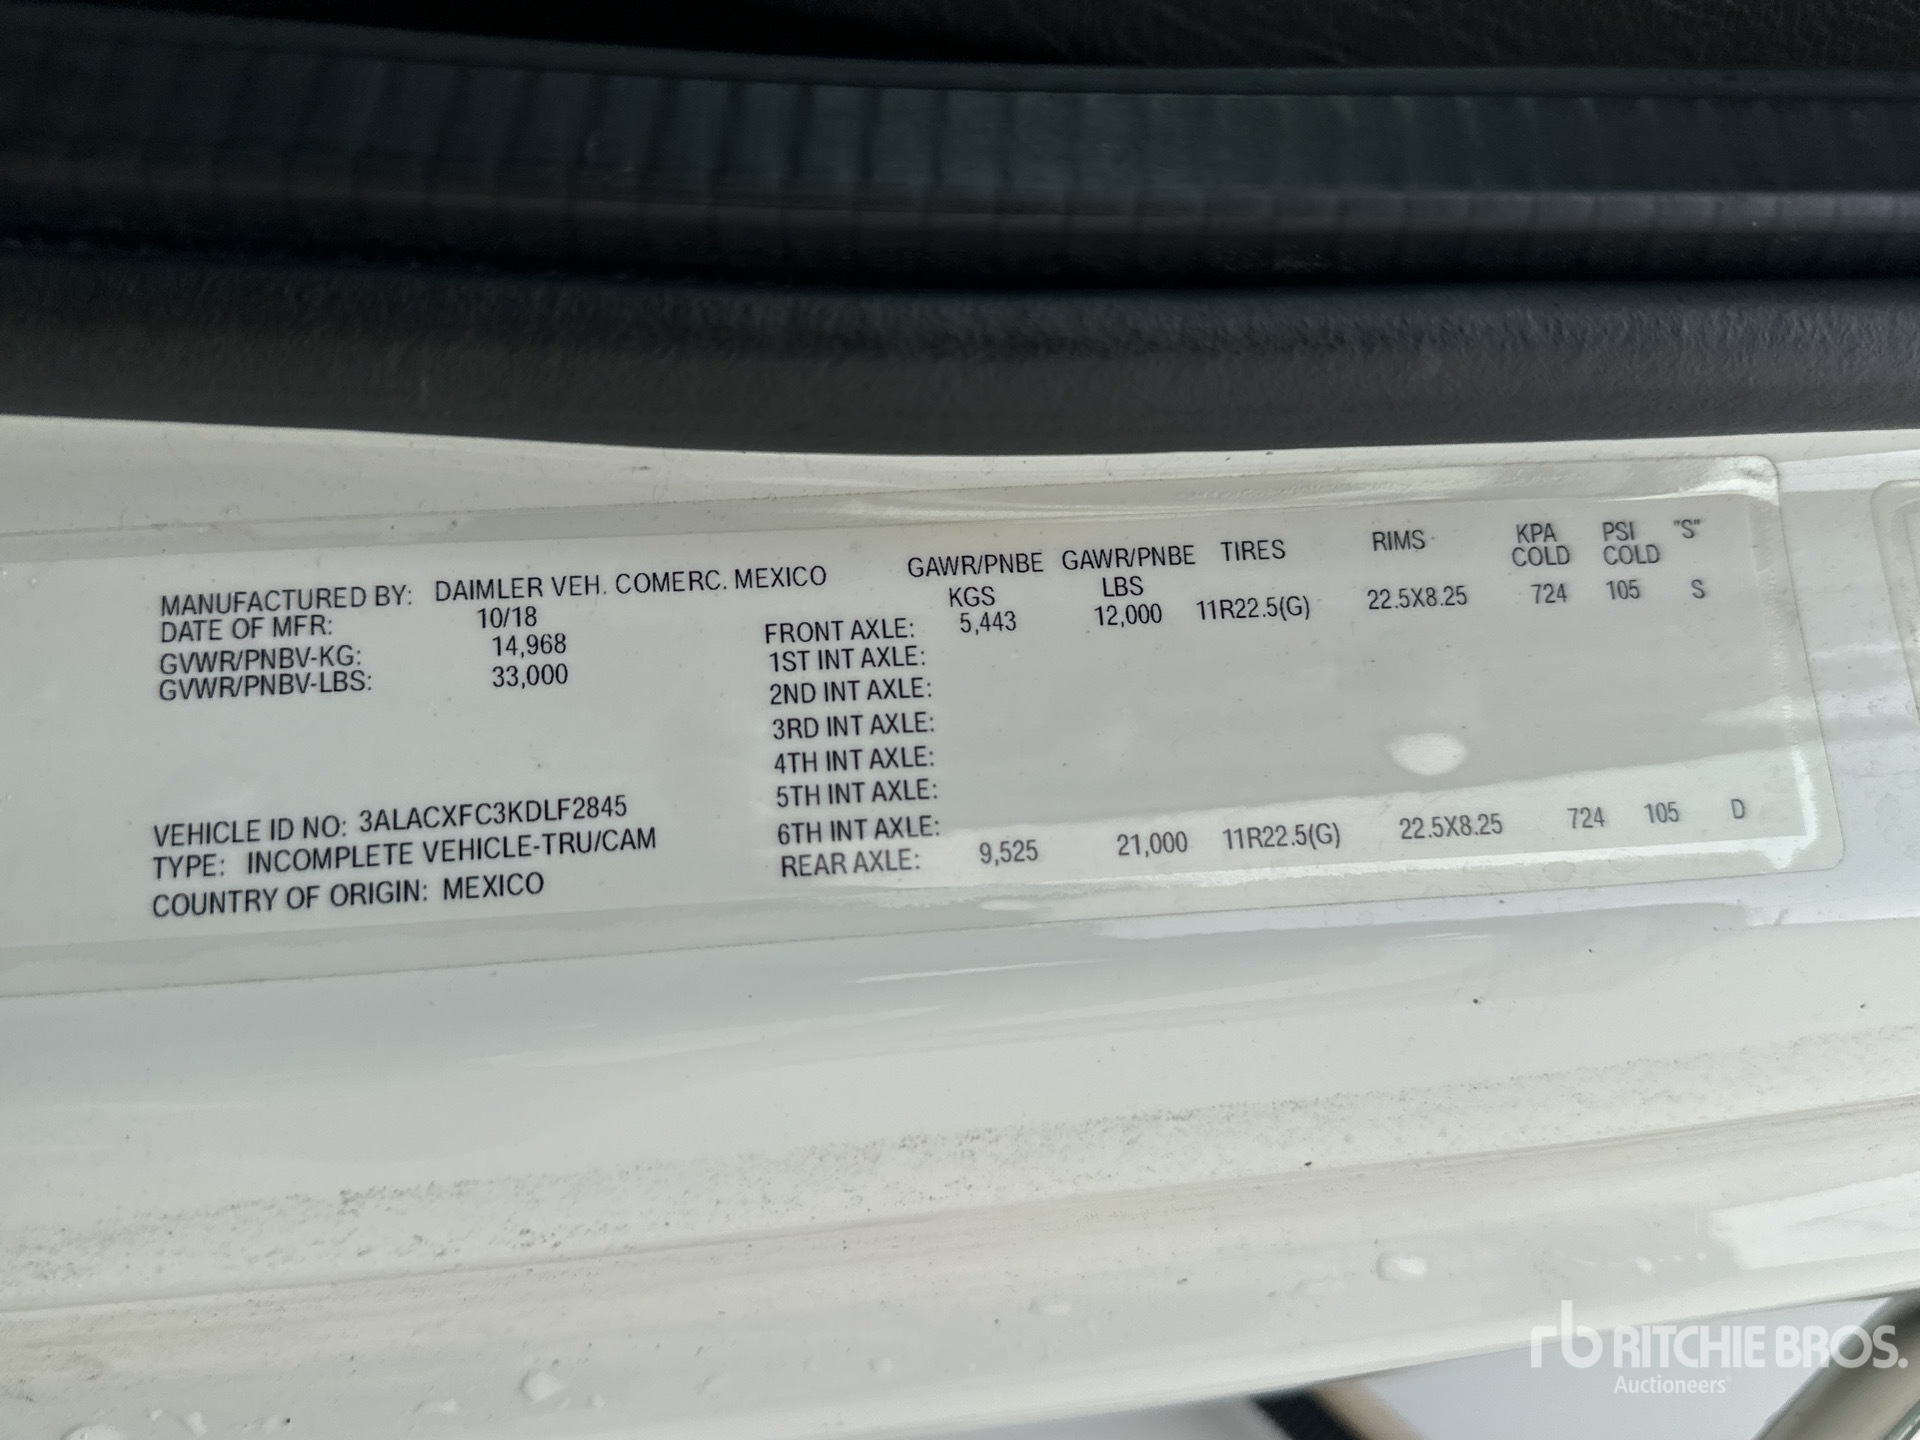 MANUFACTURED BY: DAIMLER VEH. COMERC. MEXICO
DATE OF MFR: 10/18
GVWR/PNBV-KG: 14,968
GVWR/PNBV-LBS: 33,000
VEHICLE ID NO: 3ALACXFC3KDLF2845
TYPE: INCOMPLETE VEHICLE-TRU/CAM
COUNTRY OF ORIGIN: MEXICO
GAWR/PNBE GAWR/PNBE TIRES RIMS KPA PSI "S"
KGS LBS COLD COLD
FRONT AXLE: 5,443 12,000 11R22.5(G) 22.5X8.25 724 105 S
1ST INT AXLE:
2ND INT AXLE:
3RD INT AXLE:
4TH INT AXLE:
5TH INT AXLE:
6TH INT AXLE:
REAR AXLE: 9,525 21,000 11R22.5(G) 22.5X8.25 724 105 D
rb RITCHIE BROS.
Auctioneers